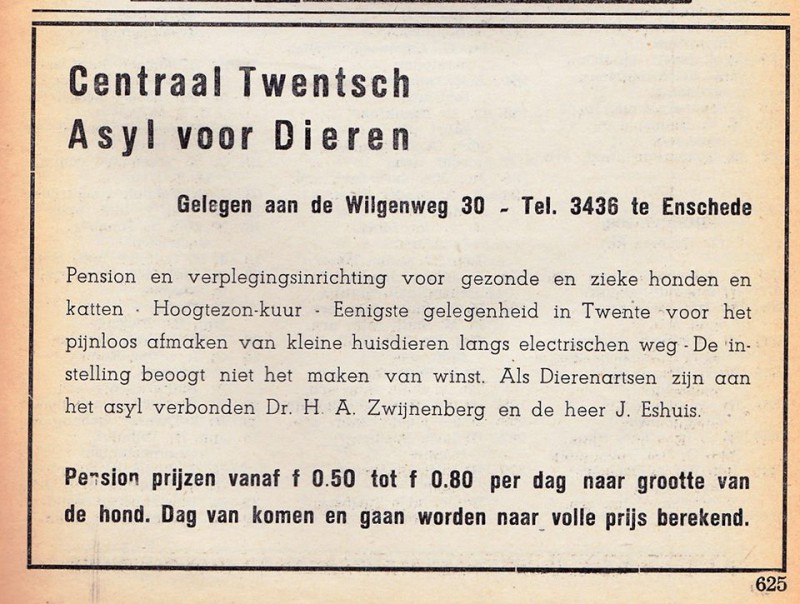 Centraal Twentsch
Asyl voor Dieren
Gelegen aan de Wilgenweg 30 - Tel. 3436 te Enschede
Pension en verplegingsinrichting voor gezonde en zieke honden en
katten - Hoogtezon-kuur - Eenigste gelegenheid in Twente voor het
pijnloos afmaken van kleine huisdieren langs electrischen weg - De in-
stelling beoogt niet het maken van winst. Als Dierenartsen zijn aan
het asyl verbonden Dr. H. A. Zwijnenberg en de heer J. Eshuis.
Pension prijzen vanaf f 0.50 tot f 0.80 per dag naar grootte van
de hond. Dag van komen en gaan worden naar volle prijs berekend.
625